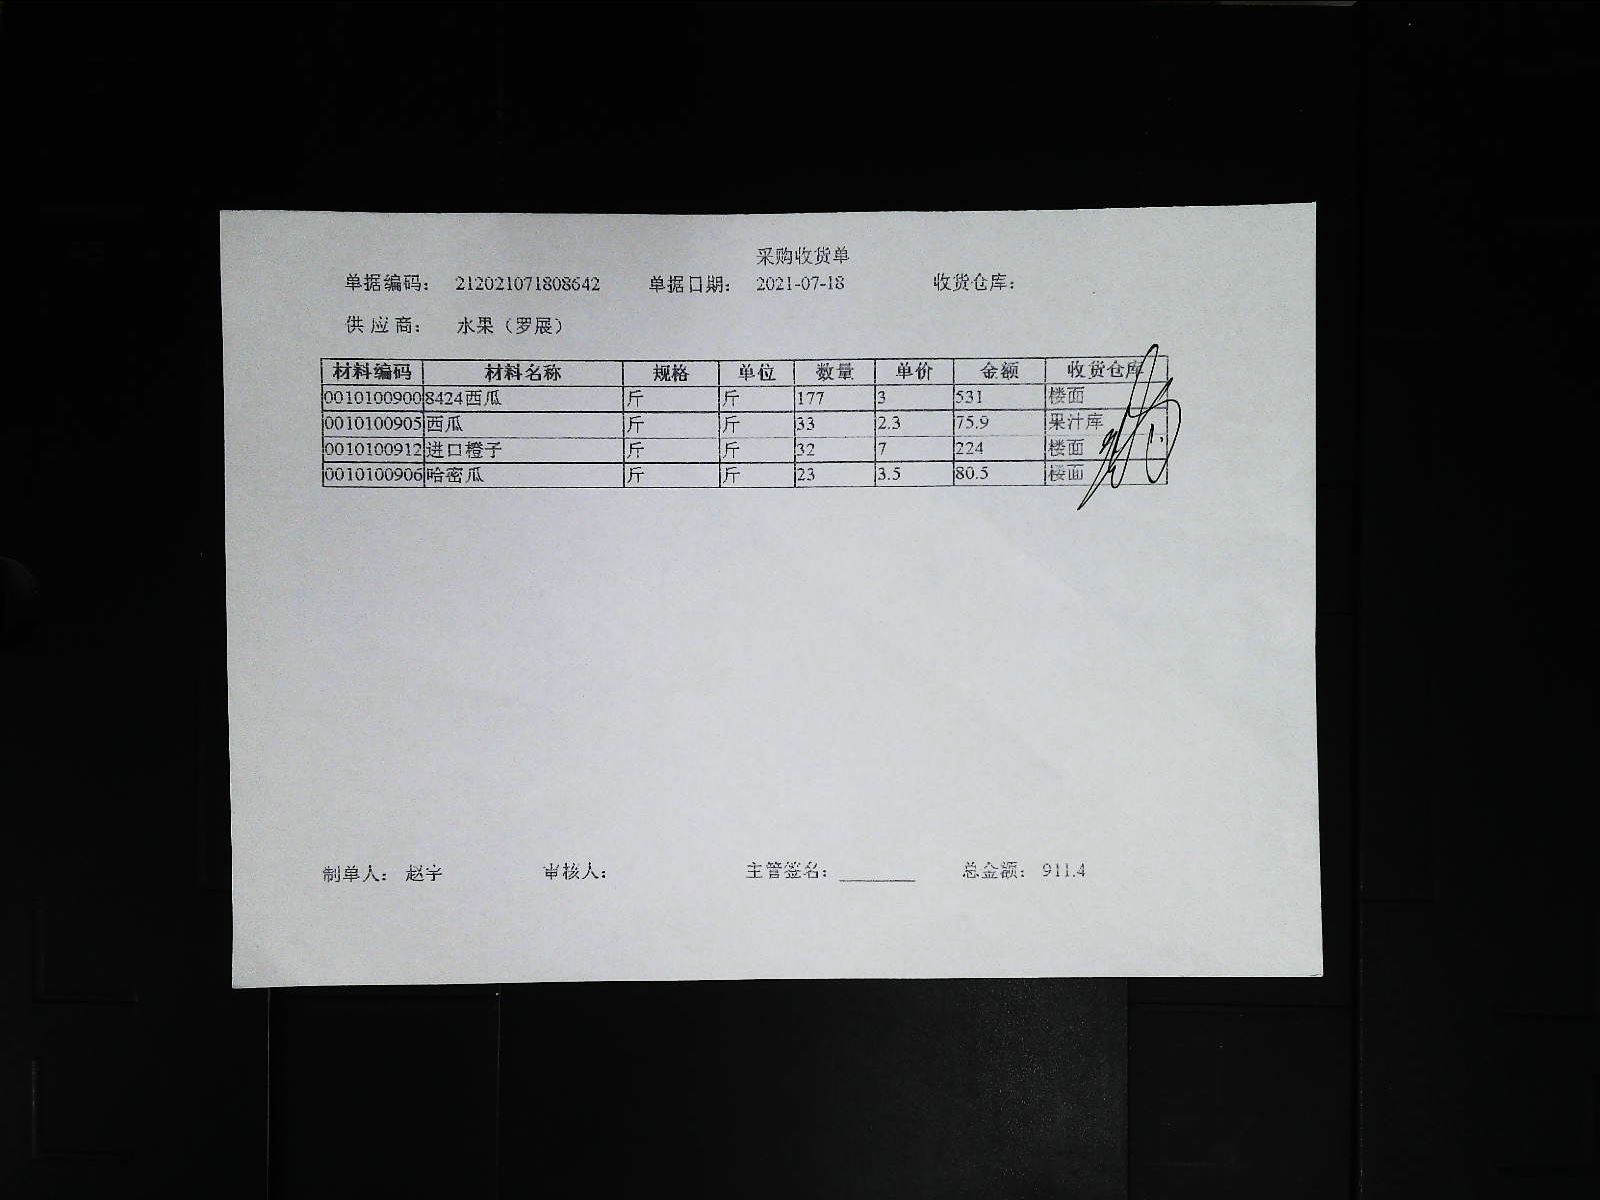 采购收货单
单据编码： 212021071808642 单据日期： 2021-07-18 收货仓库：
供应商： 水果（罗展）
材料编码 材料名称 规格 单位 数量 单价 金额 收货仓库
0010100900 8424西瓜 斤 斤 177 3 531 楼面
0010100905 西瓜 斤 斤 33 2.3 75.9 果汁库
0010100912 进口橙子 斤 斤 32 7 224 楼面
0010100906 哈密瓜 斤 斤 23 3.5 80.5 楼面
制单人： 赵宇 审核人： 主管签名： 总金额： 911.4